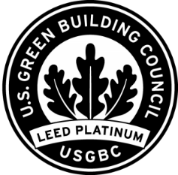 U.S. GREEN BUILDING COUNCIL
LEED PLATINUM
USGBC